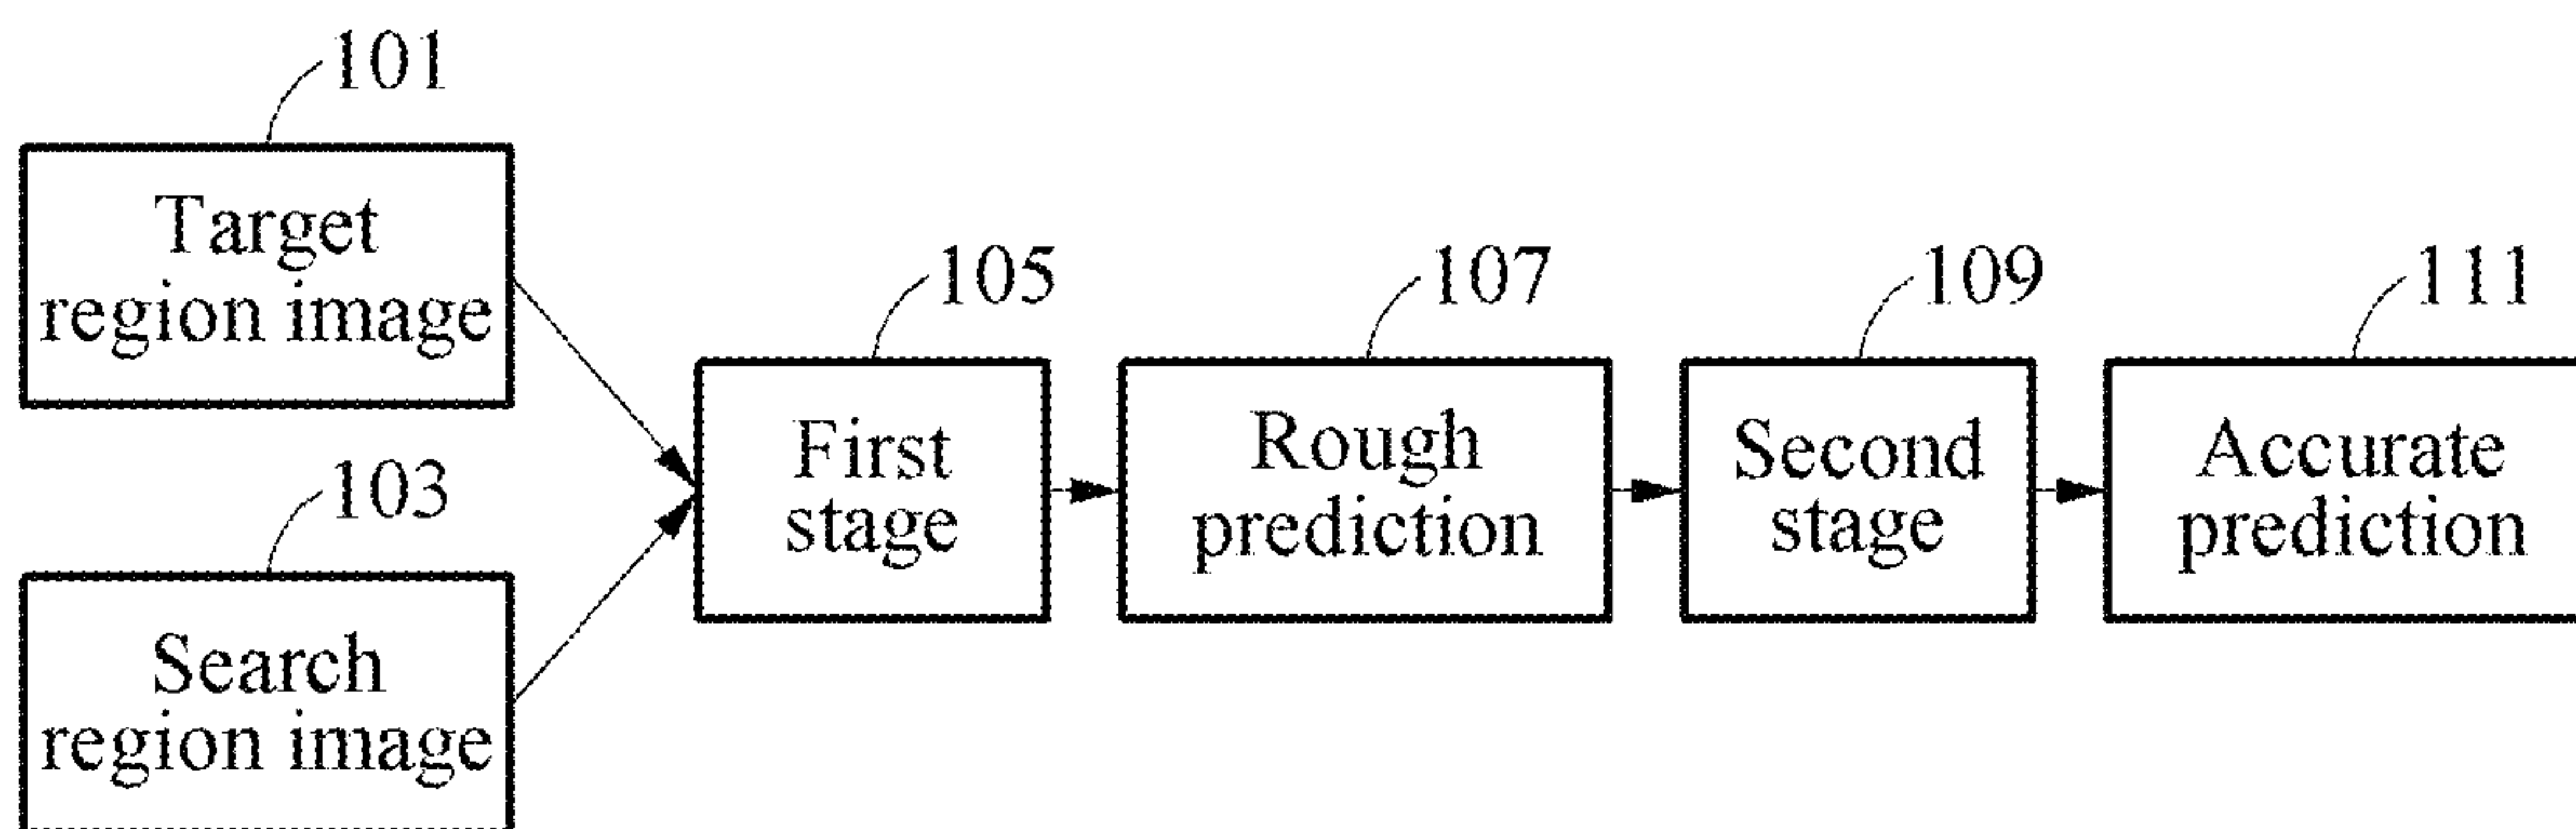 101
Target
region image
103
Search
region image
105
First
stage
107
Rough
prediction
109
Second
stage
111
Accurate
prediction